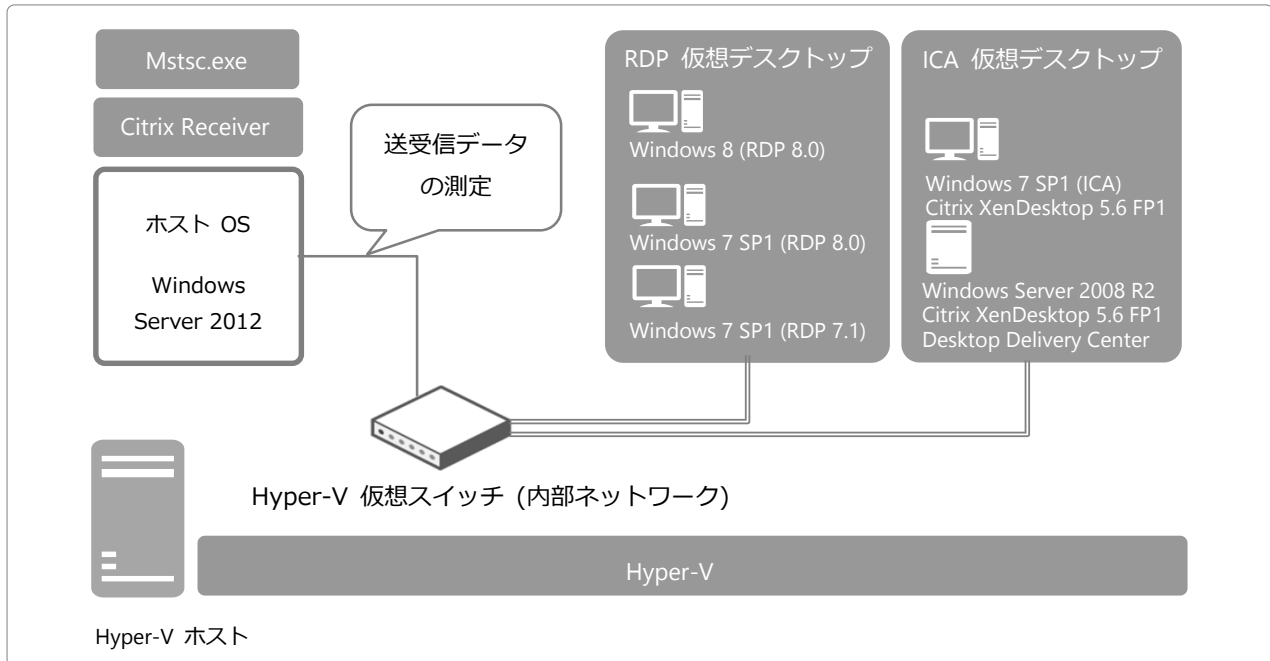 Mstsc.exe
Citrix Receiver
ホスト OS
Windows
Server 2012
送受信データ
の測定
RDP 仮想デスクトップ
Windows 8 (RDP 8.0)
Windows 7 SP1 (RDP 8.0)
Windows 7 SP1 (RDP 7.1)
ICA 仮想デスクトップ
Windows 7 SP1 (ICA)
Citrix XenDesktop 5.6 FP1
Windows Server 2008 R2
Citrix XenDesktop 5.6 FP1
Desktop Delivery Center
Hyper-V 仮想スイッチ (内部ネットワーク)
Hyper-V
Hyper-V ホスト